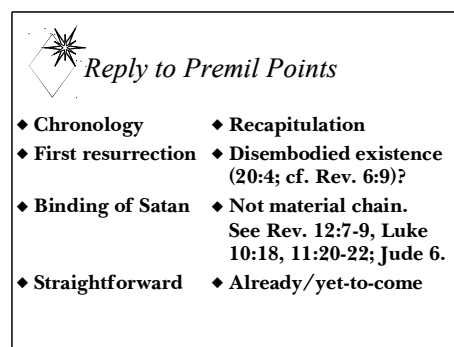 Reply to Premil Points
◆ Chronology
◆ First resurrection
◆ Binding of Satan
◆ Straightforward
◆ Recapitulation
◆ Disembodied existence
(20:4; cf. Rev. 6:9)?
◆ Not material chain.
See Rev. 12:7-9, Luke
10:18, 11:20-22; Jude 6.
◆ Already/yet-to-come